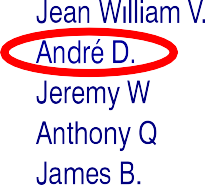 Jean William V.
André D.
Jeremy W
Anthony Q
James B.